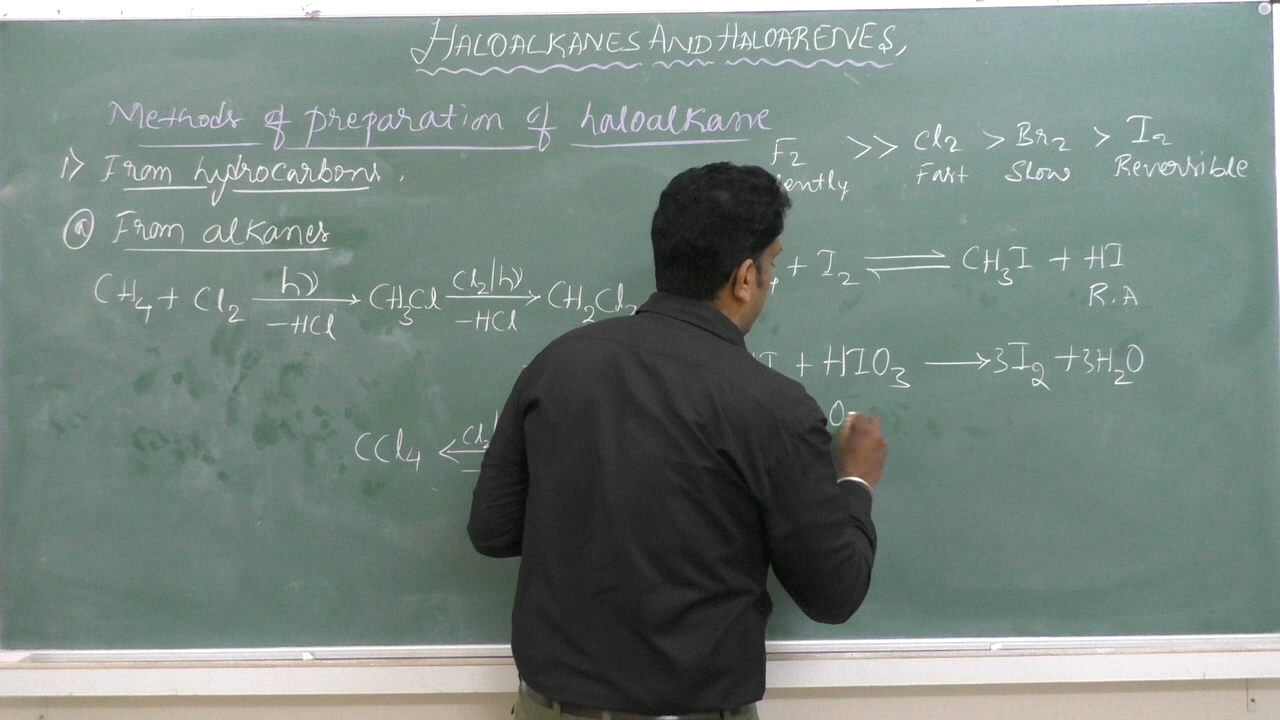 HALOALKANES AND HALOARENES,
Methods of preparation of haloalkane
1) From hydrocarbons.
F2 >> Cl2 > Br2 > I2
lently Fast Slow Reversible
ⓐ From alkanes
CH4 + Cl2 —hν/−HCl→ CH3Cl —Cl2/hν/−HCl→ CH2Cl2
+ I2 ⇌ CH3I + HI
R.A
I + HIO3 → 3I2 + 3H2O
CCl4 ← Cl2
O